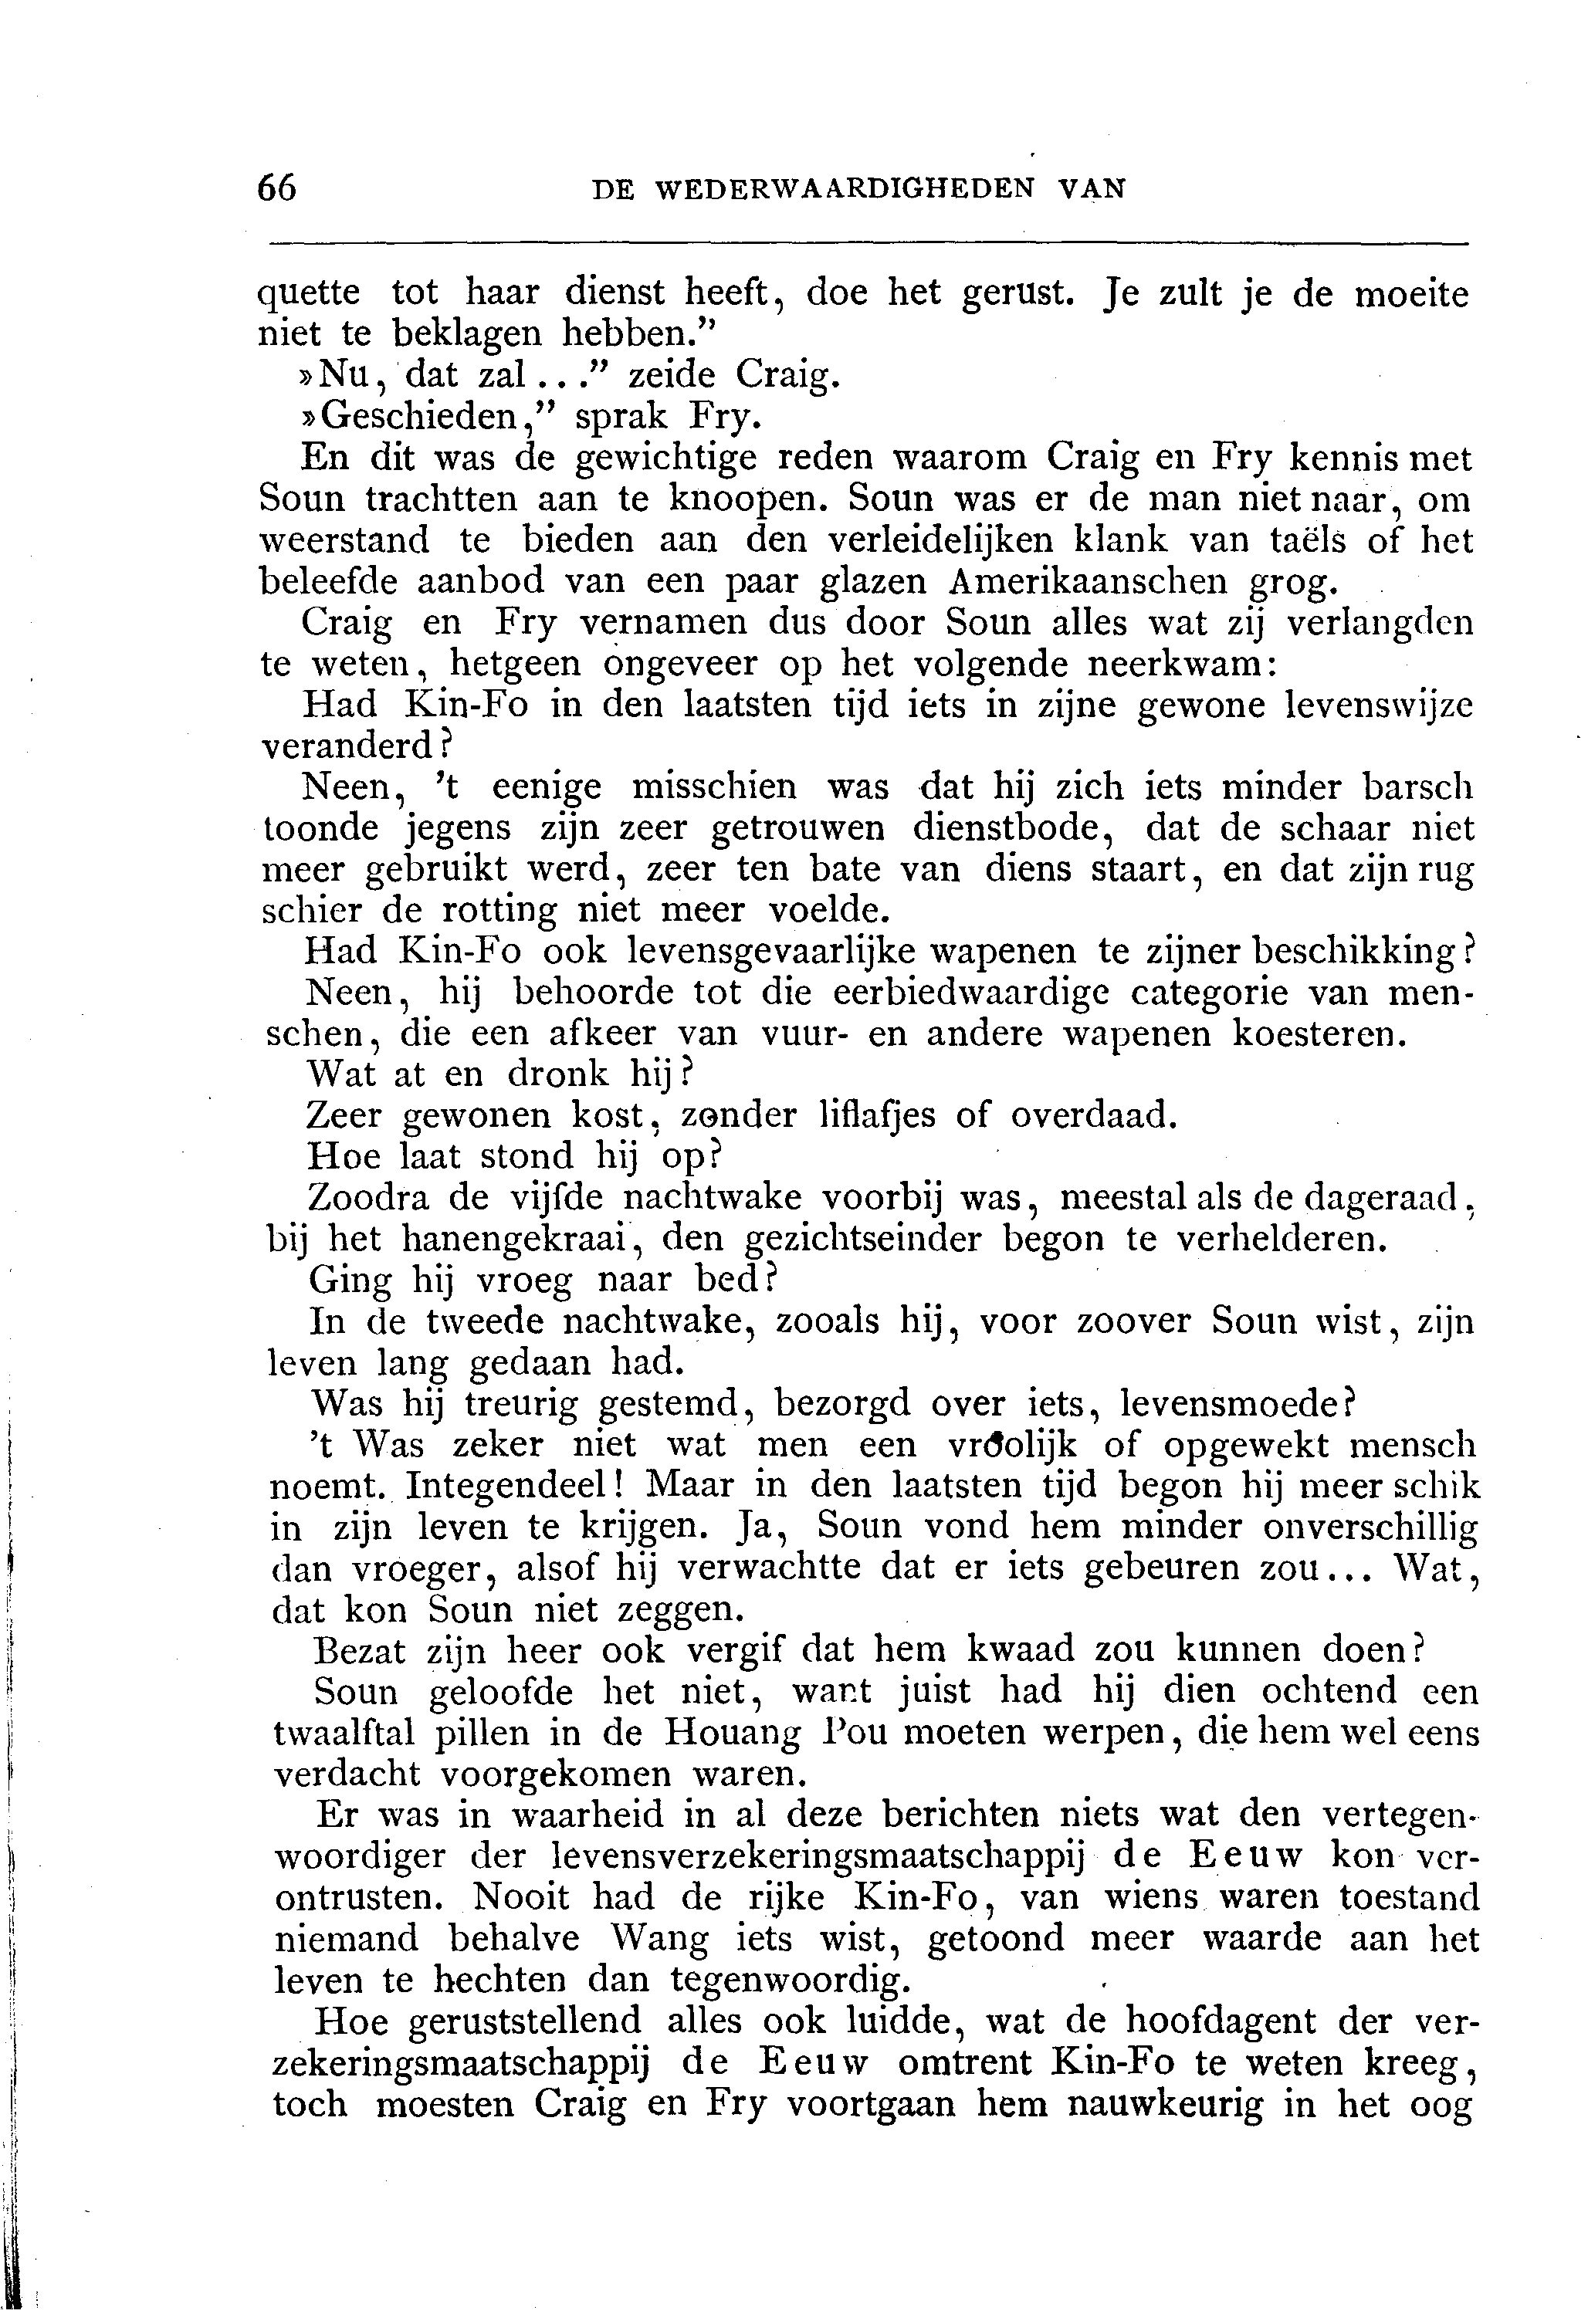 66 DE WEDERWAARDIGHEDEN VAN
quette tot haar dienst heeft, doe het gerust. Je zult je de moeite
niet te beklagen hebben.”
»Nu, dat zal...” zeide Craig.
»Geschieden,” sprak Fry.
En dit was de gewichtige reden waarom Craig en Fry kennis met
Soun trachtten aan te knoopen. Soun was er de man niet naar, om
weerstand te bieden aan den verleidelijken klank van taëls of het
beleefde aanbod van een paar glazen Amerikaanschen grog.
Craig en Fry vernamen dus door Soun alles wat zij verlangden
te weten, hetgeen ongeveer op het volgende neerkwam:
Had Kin-Fo in den laatsten tijd iets in zijne gewone levenswijze
veranderd?
Neen, 't eenige misschien was dat hij zich iets minder barsch
toonde jegens zijn zeer getrouwen dienstbode, dat de schaar niet
meer gebruikt werd, zeer ten bate van diens staart, en dat zijn rug
schier de rotting niet meer voelde.
Had Kin-Fo ook levensgevaarlijke wapenen te zijner beschikking?
Neen, hij behoorde tot die eerbiedwaardige categorie van men-
schen, die een afkeer van vuur- en andere wapenen koesteren.
Wat at en dronk hij?
Zeer gewonen kost, zonder liflafjes of overdaad.
Hoe laat stond hij op?
Zoodra de vijfde nachtwake voorbij was, meestal als de dageraad,
bij het hanengekraai, den gezichtseinder begon te verhelderen.
Ging hij vroeg naar bed?
In de tweede nachtwake, zooals hij, voor zoover Soun wist, zijn
leven lang gedaan had.
Was hij treurig gestemd, bezorgd over iets, levensmoede?
't Was zeker niet wat men een vroolijk of opgewekt mensch
noemt. Integendeel! Maar in den laatsten tijd begon hij meer schik
in zijn leven te krijgen. Ja, Soun vond hem minder onverschillig
dan vroeger, alsof hij verwachtte dat er iets gebeuren zou... Wat,
dat kon Soun niet zeggen.
Bezat zijn heer ook vergif dat hem kwaad zou kunnen doen?
Soun geloofde het niet, want juist had hij dien ochtend een
twaalftal pillen in de Houang Pou moeten werpen, die hem wel eens
verdacht voorgekomen waren.
Er was in waarheid in al deze berichten niets wat den vertegen-
woordiger der levensverzekeringsmaatschappij de Eeuw kon ver-
ontrusten. Nooit had de rijke Kin-Fo, van wiens waren toestand
niemand behalve Wang iets wist, getoond meer waarde aan het
leven te hechten dan tegenwoordig.
Hoe geruststellend alles ook luidde, wat de hoofdagent der ver-
zekeringsmaatschappij de Eeuw omtrent Kin-Fo te weten kreeg,
toch moesten Craig en Fry voortgaan hem nauwkeurig in het oog